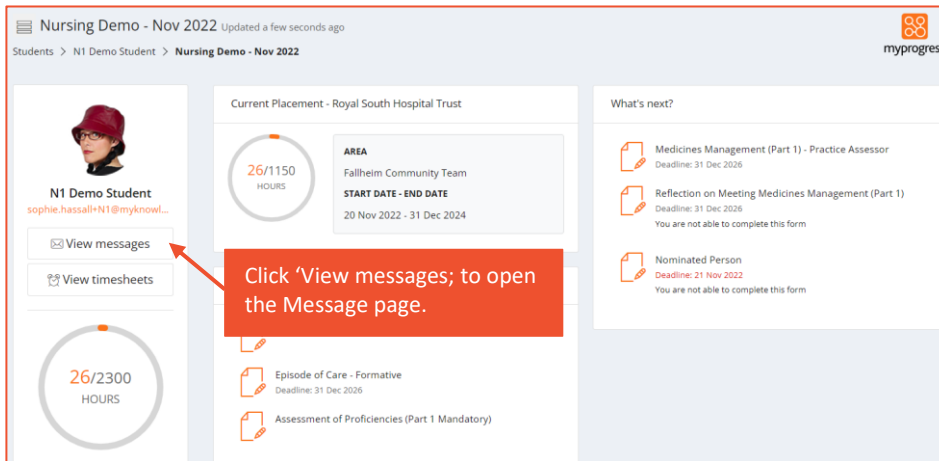 Nursing Demo - Nov 2022 Updated a few seconds ago
Students > N1 Demo Student > Nursing Demo - Nov 2022
myprogres
N1 Demo Student
sophie.hassall+N1@myknowl...
View messages
View timesheets
26/2300
HOURS
Current Placement - Royal South Hospital Trust
26/1150
HOURS
AREA
Fallheim Community Team
START DATE - END DATE
20 Nov 2022 - 31 Dec 2024
Click ‘View messages; to open
the Message page.
Episode of Care - Formative
Deadline: 31 Dec 2026
Assessment of Proficiencies (Part 1 Mandatory)
What's next?
Medicines Management (Part 1) - Practice Assessor
Deadline: 31 Dec 2026
Reflection on Meeting Medicines Management (Part 1)
Deadline: 31 Dec 2026
You are not able to complete this form
Nominated Person
Deadline: 21 Nov 2022
You are not able to complete this form